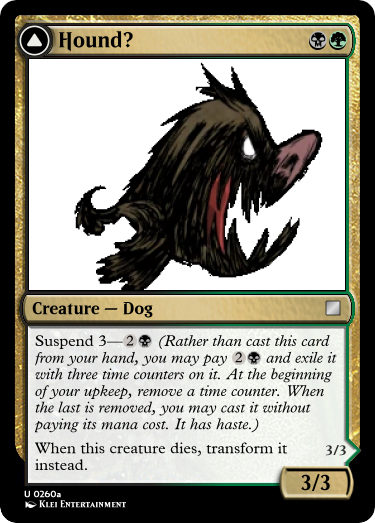 Hound?
Creature — Dog
Suspend 3—2 (Rather than cast this card
from your hand, you may pay 2 and exile it
with three time counters on it. At the beginning
of your upkeep, remove a time counter. When
the last is removed, you may cast it without
paying its mana cost. It has haste.)
When this creature dies, transform it
instead.
3/3
3/3
U 0260a
Klei Entertainment